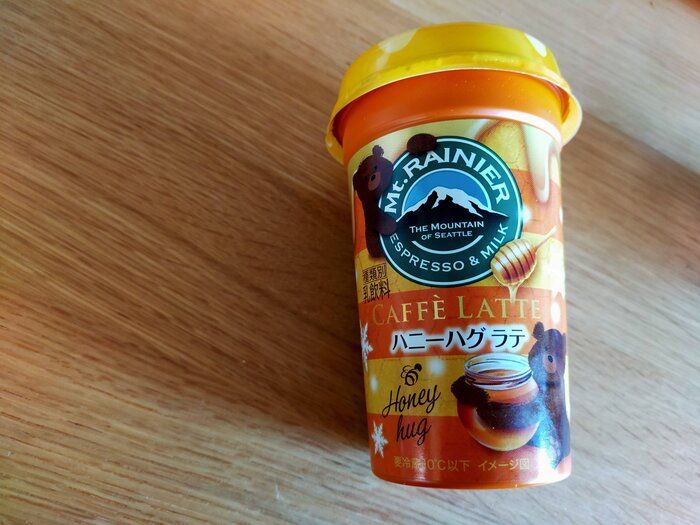 Mt. RAINIER
THE MOUNTAIN
OF SEATTLE
ESPRESSO & MILK
種類別
乳飲料
CAFFÈ LATTE
ハニーハグ ラテ
Honey
hug
要冷蔵10℃以下 イメージ図